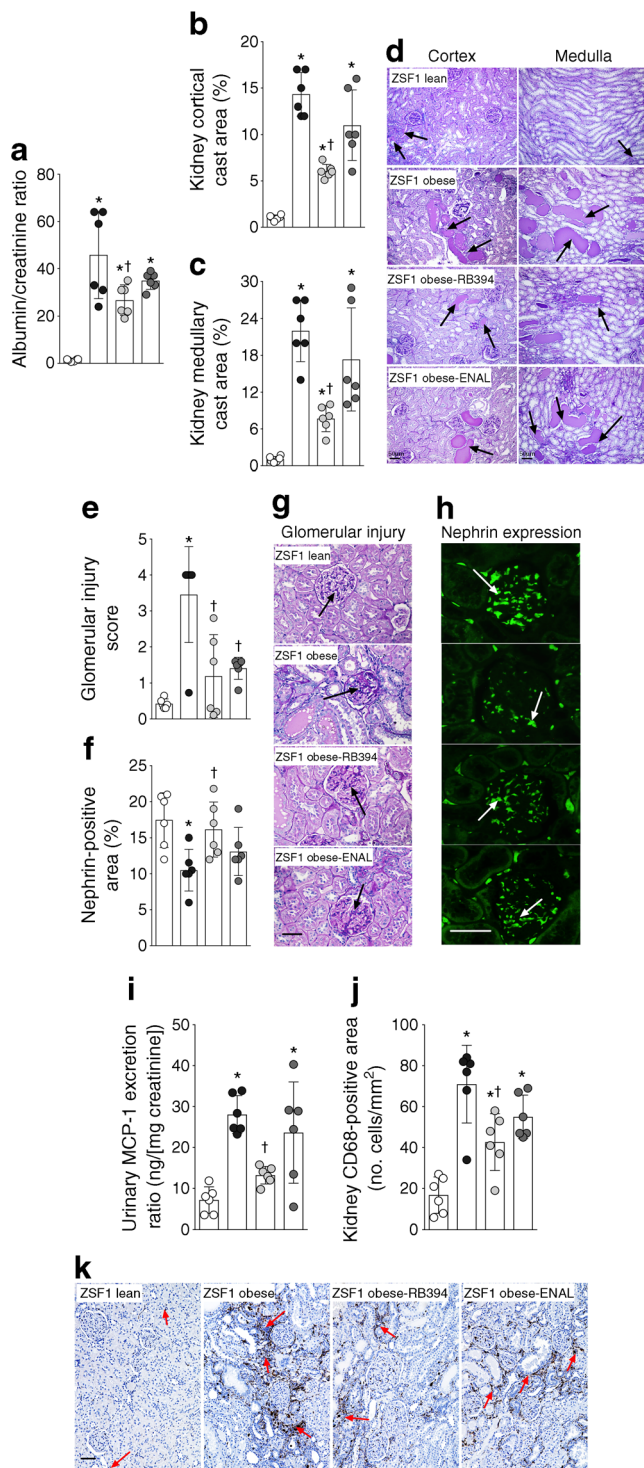 a
Albumin/creatinine ratio
80
60
40
20
0
*
*†
*
b
Kidney cortical
cast area (%)
20
15
10
5
0
*
*†
*
c
Kidney medullary
cast area (%)
30
24
18
12
6
0
*
*†
*
d
Cortex
Medulla
ZSF1 lean
ZSF1 obese
ZSF1 obese-RB394
ZSF1 obese-ENAL
50µm
50µm
e
Glomerular injury
score
5
4
3
2
1
0
*
†
†
f
Nephrin-positive
area (%)
25
20
15
10
5
0
*
†
g
Glomerular injury
ZSF1 lean
ZSF1 obese
ZSF1 obese-RB394
ZSF1 obese-ENAL
h
Nephrin expression
i
Urinary MCP-1 excretion
ratio (ng/[mg creatinine])
50
40
30
20
10
0
*
†
*
j
Kidney CD68-positive area
(no. cells/mm²)
100
80
60
40
20
0
*
*†
*
k
ZSF1 lean
ZSF1 obese
ZSF1 obese-RB394
ZSF1 obese-ENAL